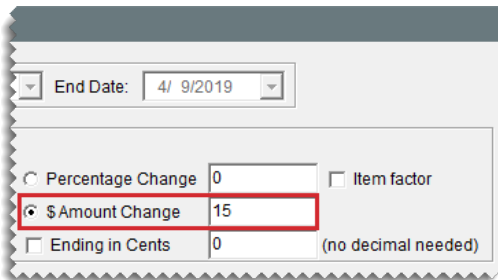 End Date: 4/ 9/2019
Percentage Change 0 Item factor
$ Amount Change 15
Ending in Cents 0 (no decimal needed)